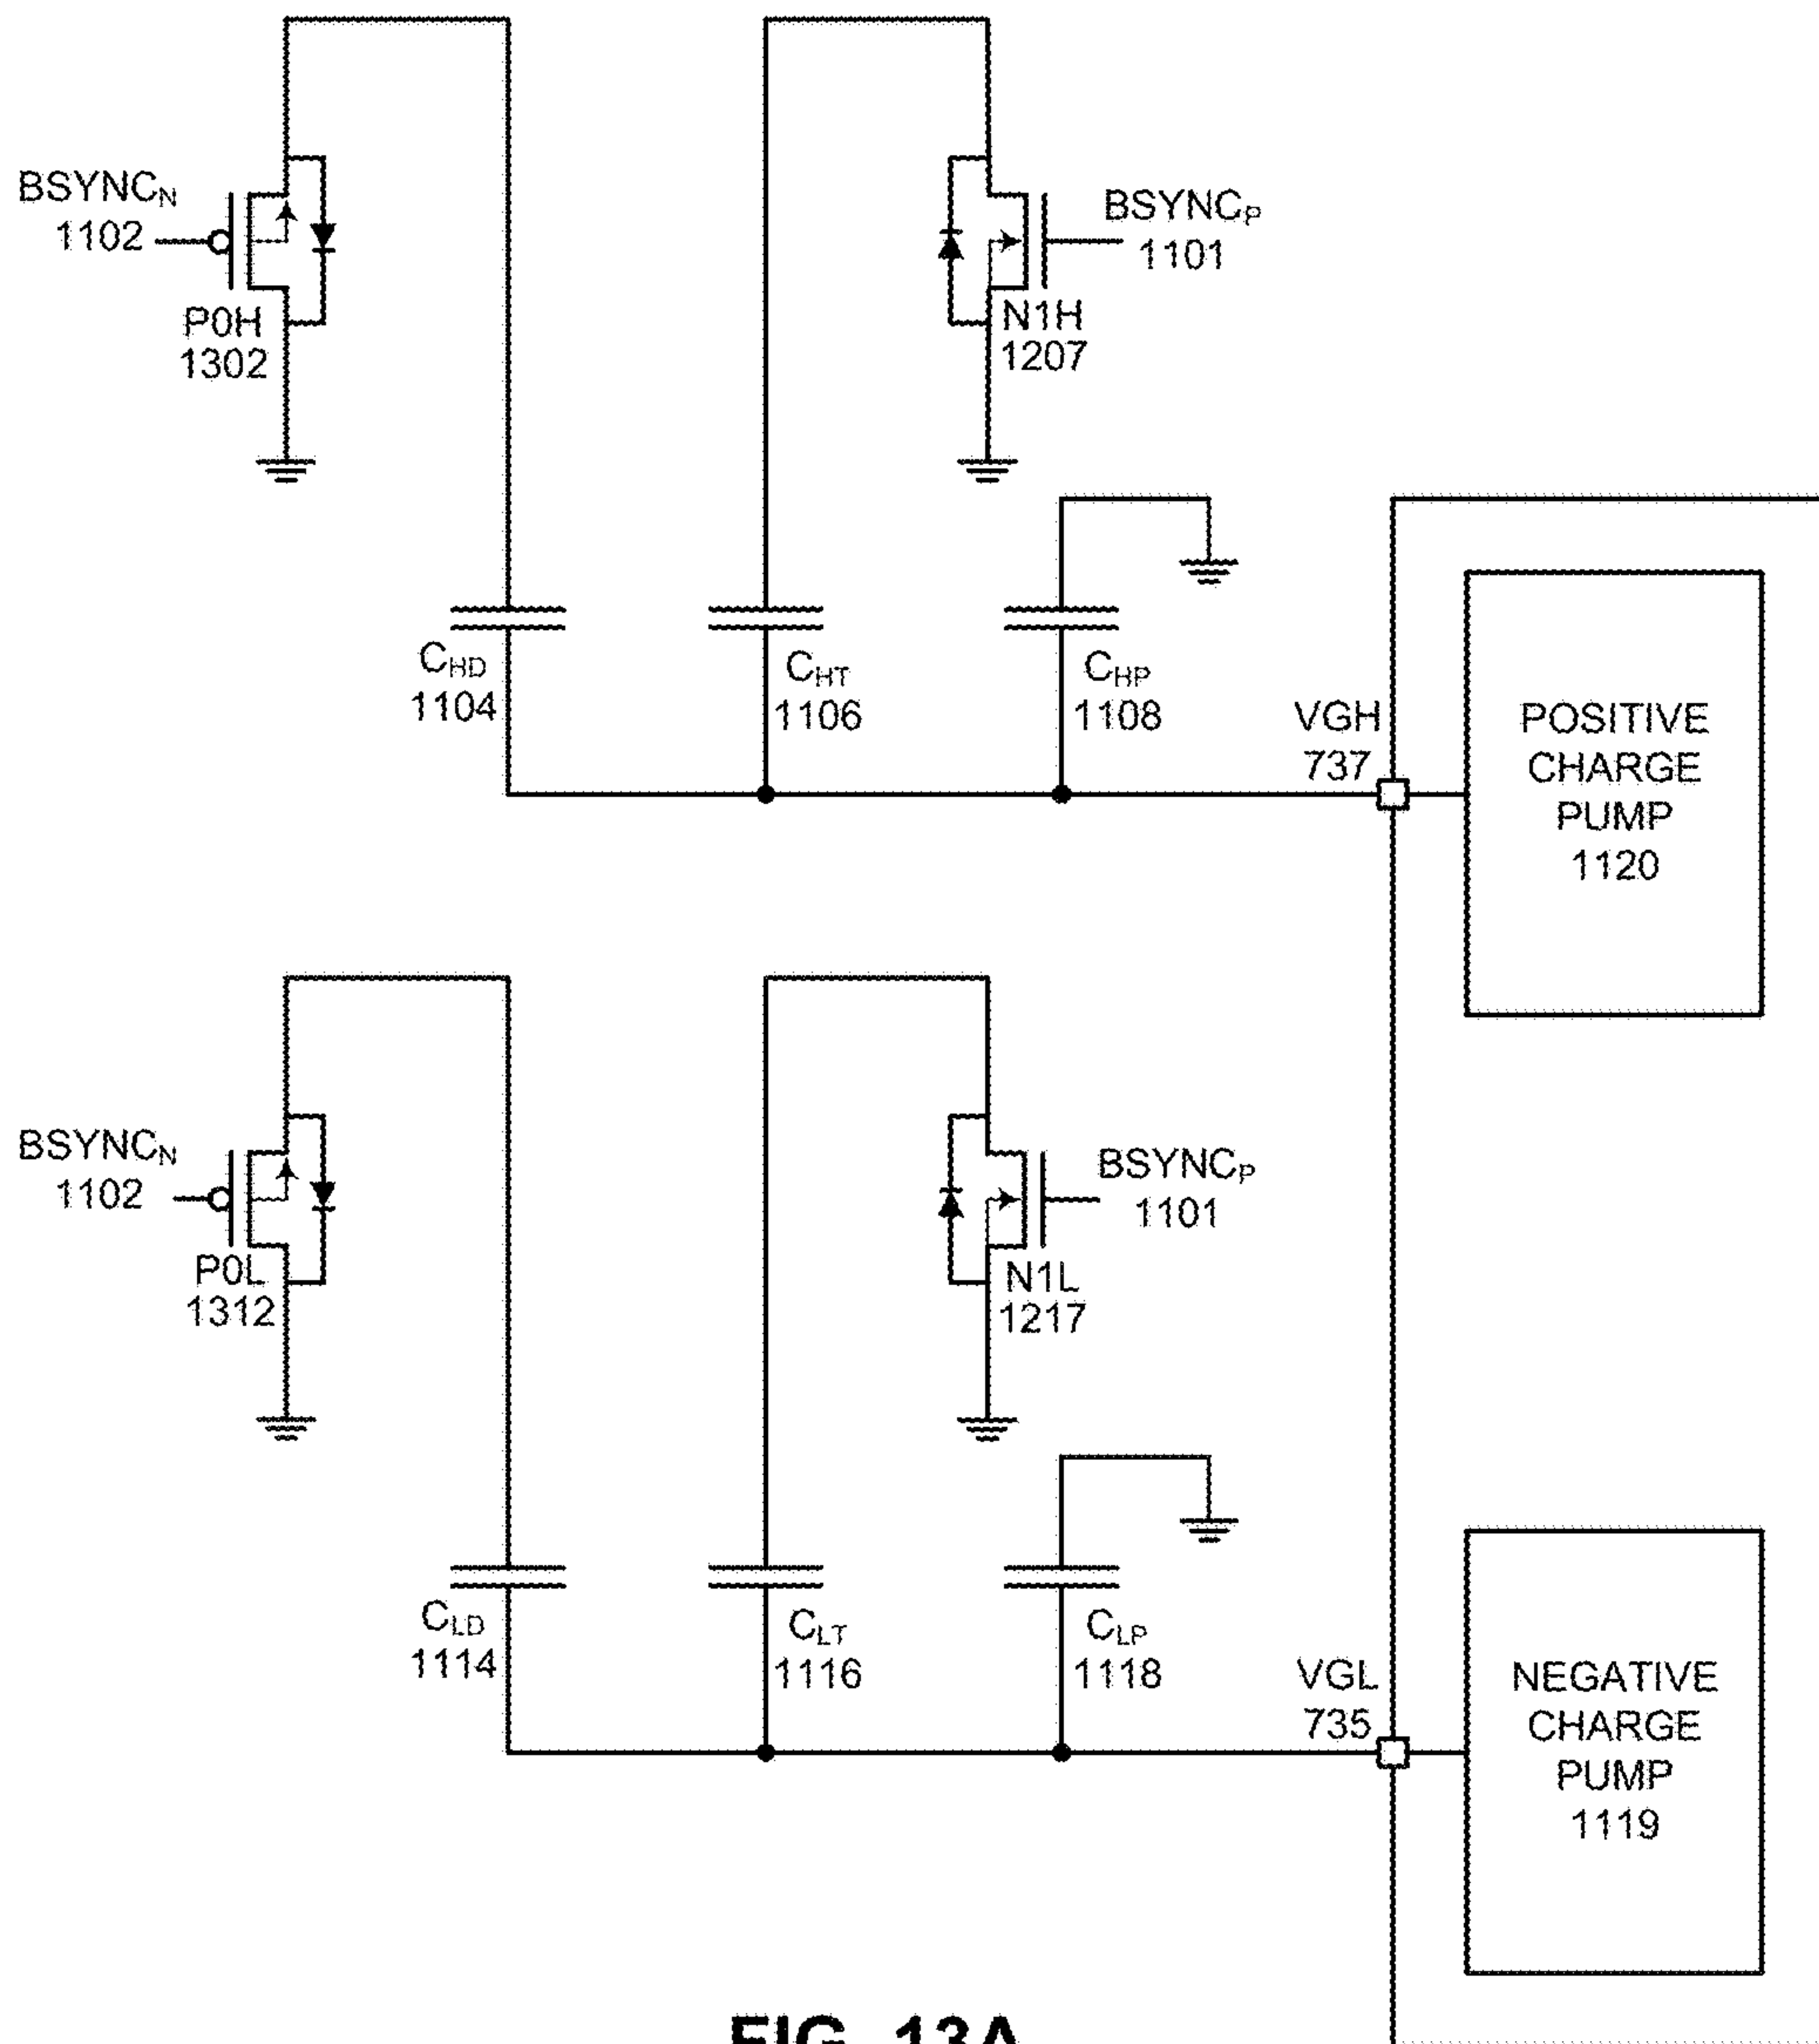 BSYNCN
1102
P0H
1302
BSYNCP
1101
N1H
1207
CHD
1104
CHT
1106
CHP
1108
VGH
737
POSITIVE
CHARGE
PUMP
1120
BSYNCN
1102
P0L
1312
BSYNCP
1101
N1L
1217
CLD
1114
CLT
1116
CLP
1118
VGL
735
NEGATIVE
CHARGE
PUMP
1119
FIG. 13A